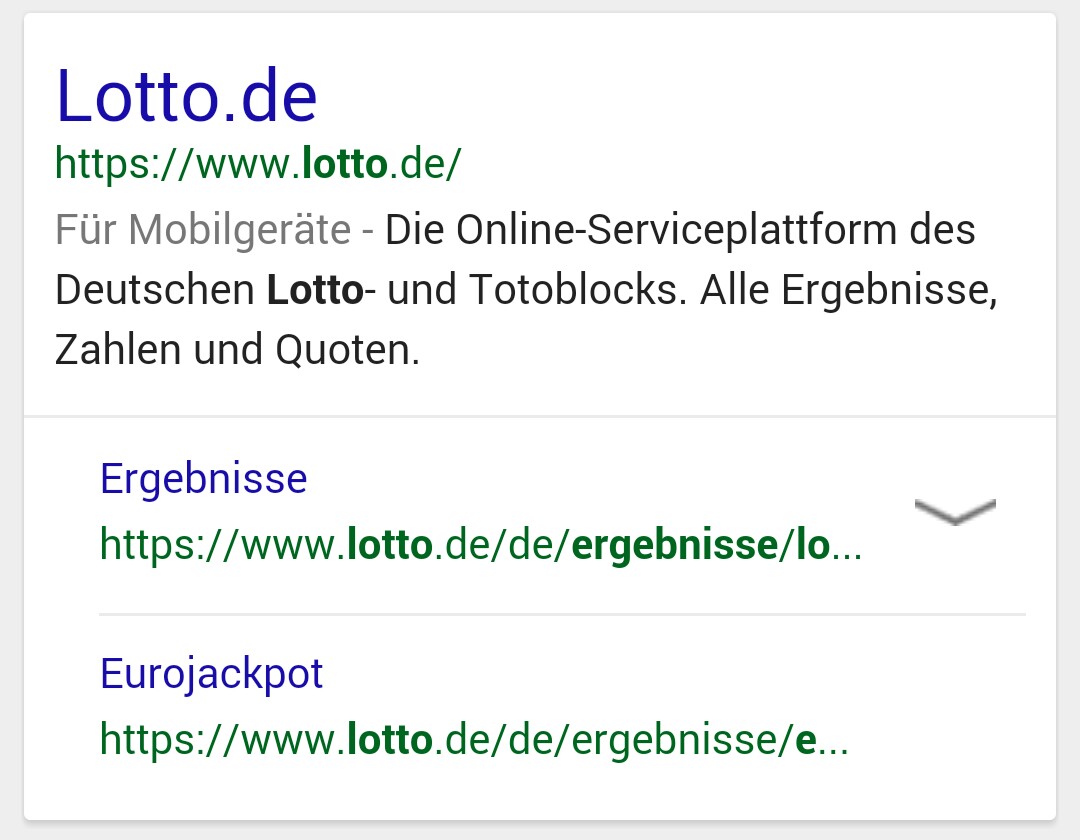 Lotto.de
https://www.lotto.de/
Für Mobilgeräte - Die Online-Serviceplattform des
Deutschen Lotto- und Totoblocks. Alle Ergebnisse,
Zahlen und Quoten.
Ergebnisse
https://www.lotto.de/de/ergebnisse/lo...
Eurojackpot
https://www.lotto.de/de/ergebnisse/e...